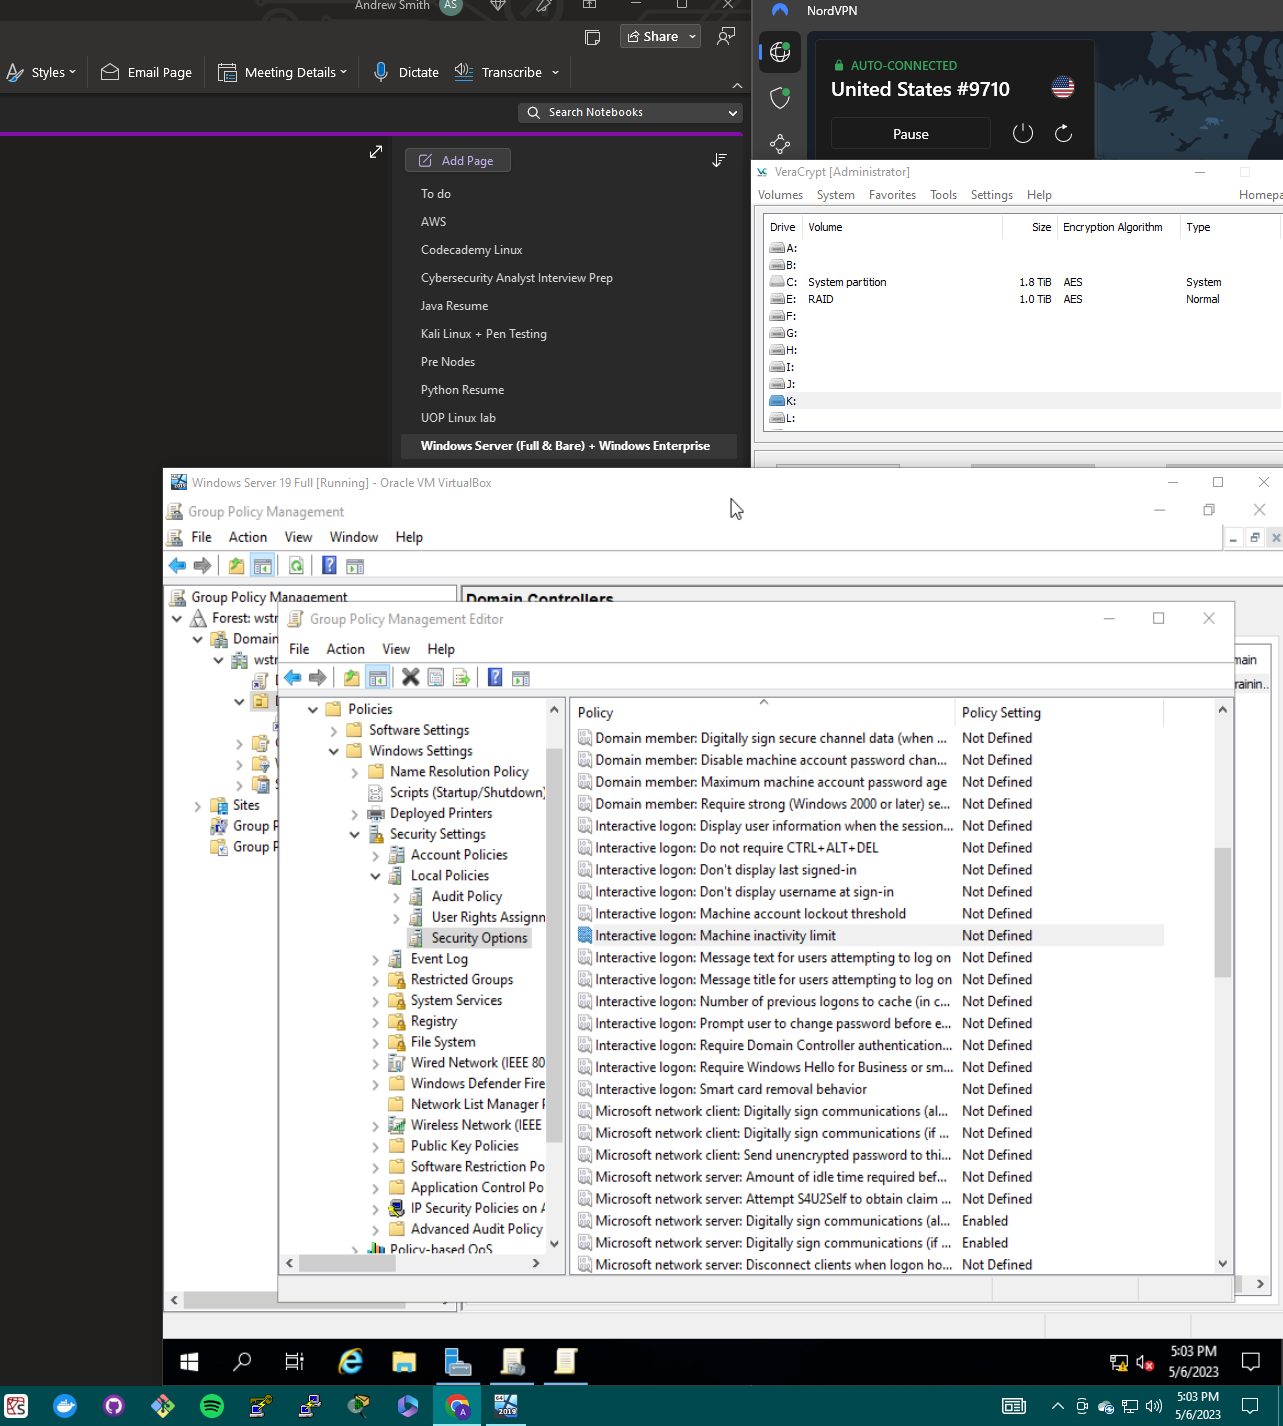 Andrew Smith
AS
Share
Styles
Email Page
Meeting Details
Dictate
Transcribe
Search Notebooks
Add Page
To do
AWS
Codecademy Linux
Cybersecurity Analyst Interview Prep
Java Resume
Kali Linux + Pen Testing
Pre Nodes
Python Resume
UOP Linux lab
Windows Server (Full & Bare) + Windows Enterprise
NordVPN
AUTO-CONNECTED
United States #9710
Pause
VeraCrypt [Administrator]
Volumes System Favorites Tools Settings Help Homepa
Drive Volume Size Encryption Algorithm Type
A:
B:
C: System partition 1.8 TiB AES System
E: RAID 1.0 TiB AES Normal
F:
G:
H:
I:
J:
K:
L:
Windows Server 19 Full [Running] - Oracle VM VirtualBox
Group Policy Management
File Action View Window Help
Group Policy Management
Forest: wstr
Domain
wstr
Sites
Group P
Group P
Domain Controllers
main
rainin...
Group Policy Management Editor
File Action View Help
Policies
Software Settings
Windows Settings
Name Resolution Policy
Scripts (Startup/Shutdown)
Deployed Printers
Security Settings
Account Policies
Local Policies
Audit Policy
User Rights Assignn
Security Options
Event Log
Restricted Groups
System Services
Registry
File System
Wired Network (IEEE 80
Windows Defender Fire
Network List Manager P
Wireless Network (IEEE
Public Key Policies
Software Restriction Po
Application Control Po
IP Security Policies on A
Advanced Audit Policy
Policy-based QoS
Policy Policy Setting
Domain member: Digitally sign secure channel data (when ... Not Defined
Domain member: Disable machine account password chan... Not Defined
Domain member: Maximum machine account password age Not Defined
Domain member: Require strong (Windows 2000 or later) se... Not Defined
Interactive logon: Display user information when the session... Not Defined
Interactive logon: Do not require CTRL+ALT+DEL Not Defined
Interactive logon: Don't display last signed-in Not Defined
Interactive logon: Don't display username at sign-in Not Defined
Interactive logon: Machine account lockout threshold Not Defined
Interactive logon: Machine inactivity limit Not Defined
Interactive logon: Message text for users attempting to log on Not Defined
Interactive logon: Message title for users attempting to log on Not Defined
Interactive logon: Number of previous logons to cache (in c... Not Defined
Interactive logon: Prompt user to change password before e... Not Defined
Interactive logon: Require Domain Controller authentication... Not Defined
Interactive logon: Require Windows Hello for Business or sm... Not Defined
Interactive logon: Smart card removal behavior Not Defined
Microsoft network client: Digitally sign communications (al... Not Defined
Microsoft network client: Digitally sign communications (if ... Not Defined
Microsoft network client: Send unencrypted password to thi... Not Defined
Microsoft network server: Amount of idle time required bef... Not Defined
Microsoft network server: Attempt S4U2Self to obtain claim ... Not Defined
Microsoft network server: Digitally sign communications (al... Enabled
Microsoft network server: Digitally sign communications (if ... Enabled
Microsoft network server: Disconnect clients when logon ho... Not Defined
5:03 PM
5/6/2023
5:03 PM
5/6/2023